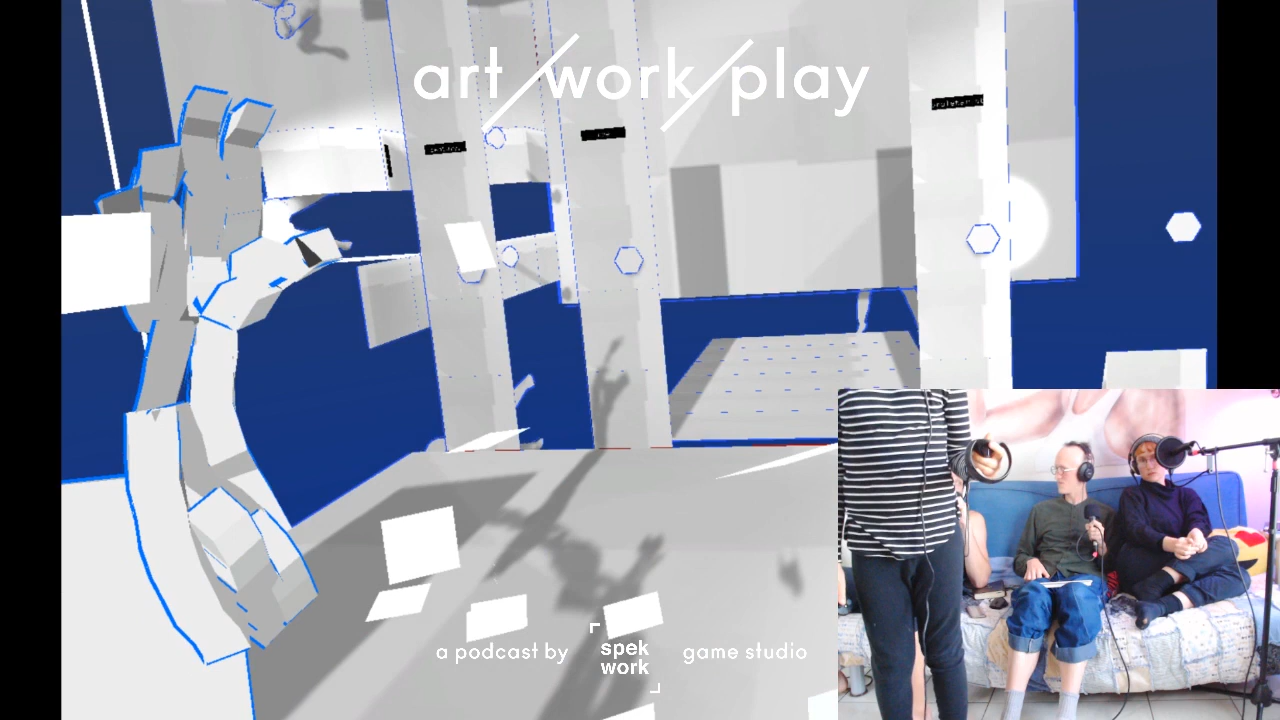 art/work/play
a podcast by
spek
work
game studio